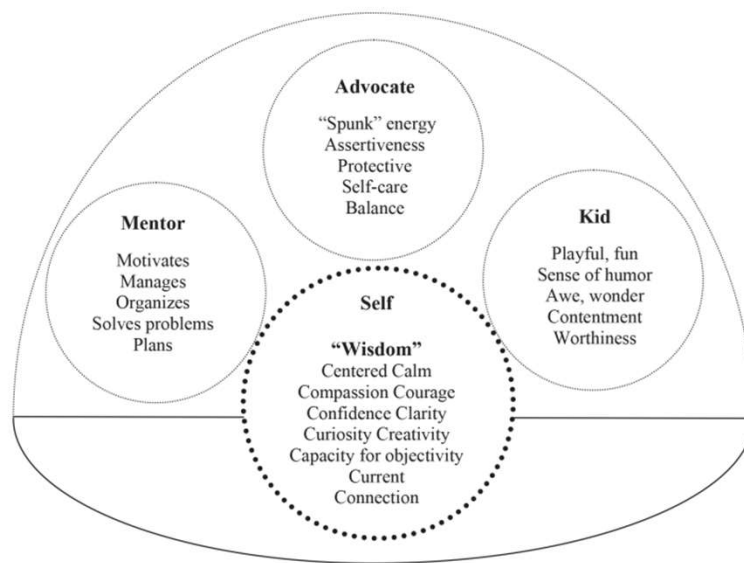 Advocate
“Spunk” energy
Assertiveness
Protective
Self-care
Balance
Mentor
Motivates
Manages
Organizes
Solves problems
Plans
Kid
Playful, fun
Sense of humor
Awe, wonder
Contentment
Worthiness
Self
“Wisdom”
Centered Calm
Compassion Courage
Confidence Clarity
Curiosity Creativity
Capacity for objectivity
Current
Connection